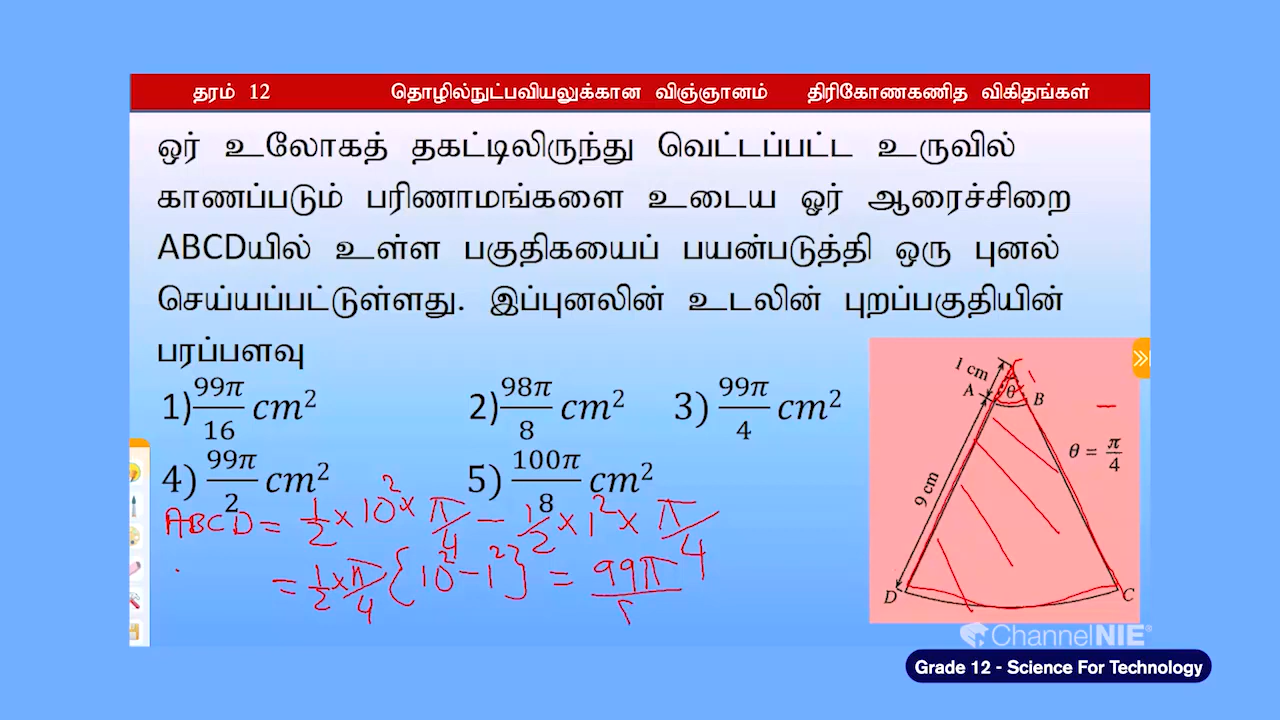 தரம் 12 தொழில்நுட்பவியலுக்கான விஞ்ஞானம் திரிகோணகணித விகிதங்கள்
ஒர் உலோகத் தகட்டிலிருந்து வெட்டப்பட்ட உருவில்
காணப்படும் பரிணாமங்களை உடைய ஓர் ஆரைச்சிறை
ABCDயில் உள்ள பகுதிகயைப் பயன்படுத்தி ஒரு புனல்
செய்யப்பட்டுள்ளது. இப்புனலின் உடலின் புறப்பகுதியின்
பரப்பளவு
1) 99π/16 cm² 2) 98π/8 cm² 3) 99π/4 cm²
4) 99π/2 cm² 5) 100π/8 cm²
ABCD = 1/2 × 10² × π/4 − 1/2 × 1² × π/4
= 1/2 × π/4 {10² − 1²} = 99π/
1 cm
A θ B
θ = π/4
9 cm
D C
ChannelNIE
Grade 12 - Science For Technology